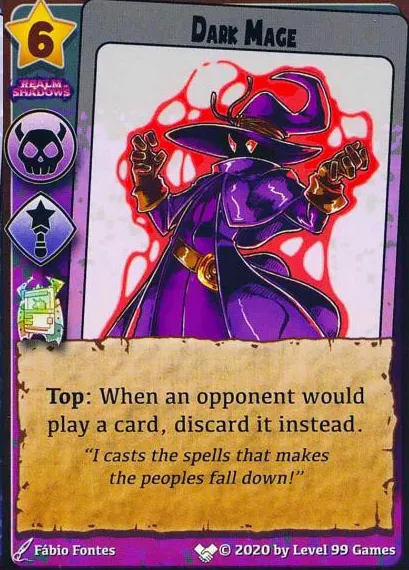 6
DARK MAGE
REALM OF SHADOWS
Top: When an opponent would
play a card, discard it instead.
“I casts the spells that makes
the peoples fall down!”
Fábio Fontes
© 2020 by Level 99 Games